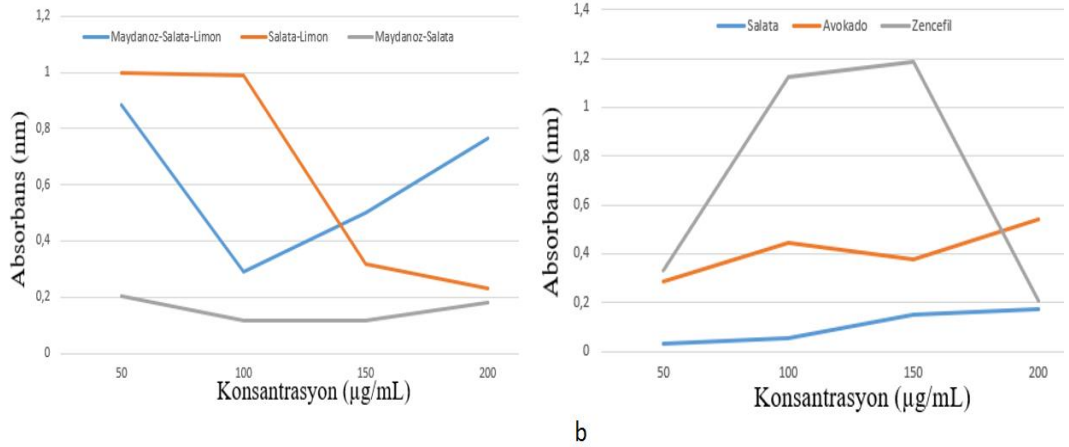 1,2
Maydanoz-Salata-Limon Salata-Limon Maydanoz-Salata
1
0,8
0,6
0,4
0,2
0
Absorbans (nm)
50 100 150 200
Konsantrasyon (µg/mL)
1,4
Salata Avokado Zencefil
1,2
1
0,8
0,6
0,4
0,2
0
Absorbans (nm)
50 100 150 200
Konsantrasyon (µg/mL)
b